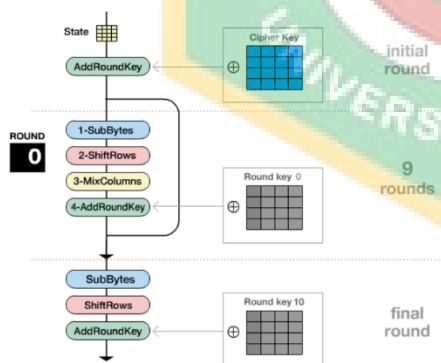 State
Cipher Key
AddRoundKey
initial
round
ROUND
0
1-SubBytes
2-ShiftRows
3-MixColumns
4-AddRoundKey
Round key 0
9
rounds
SubBytes
ShiftRows
AddRoundKey
Round key 10
final
round
UNIVERS